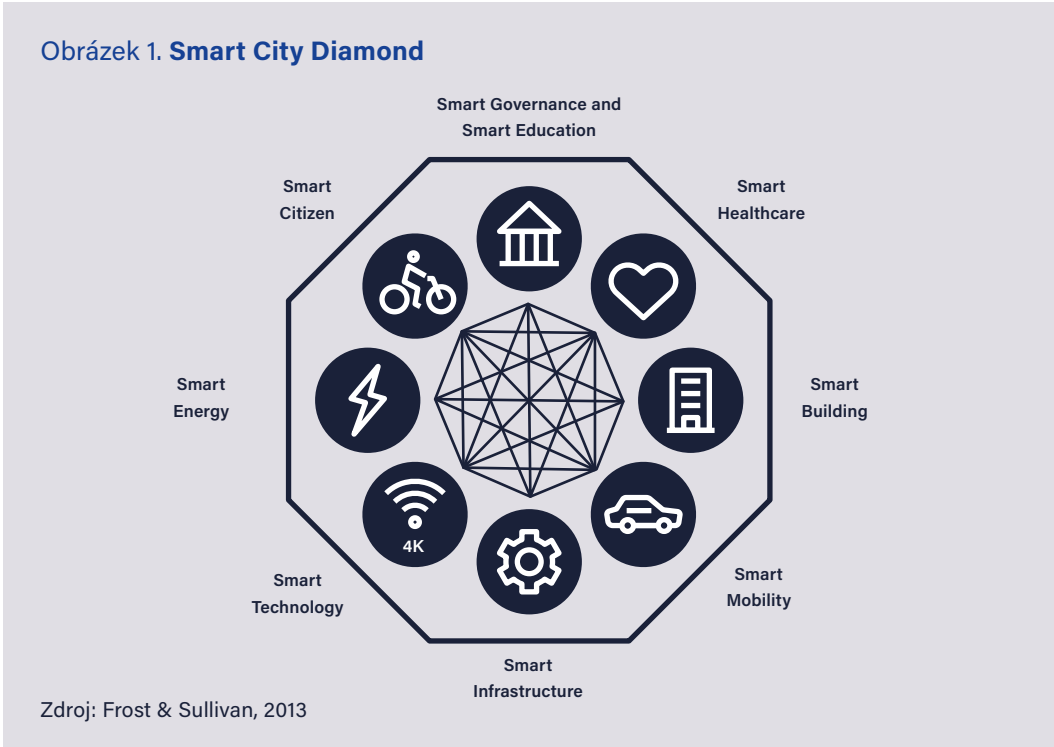 Obrázek 1. Smart City Diamond
Smart Governance and
Smart Education
Smart
Citizen
Smart
Healthcare
Smart
Energy
Smart
Building
4K
Smart
Technology
Smart
Mobility
Smart
Infrastructure
Zdroj: Frost & Sullivan, 2013